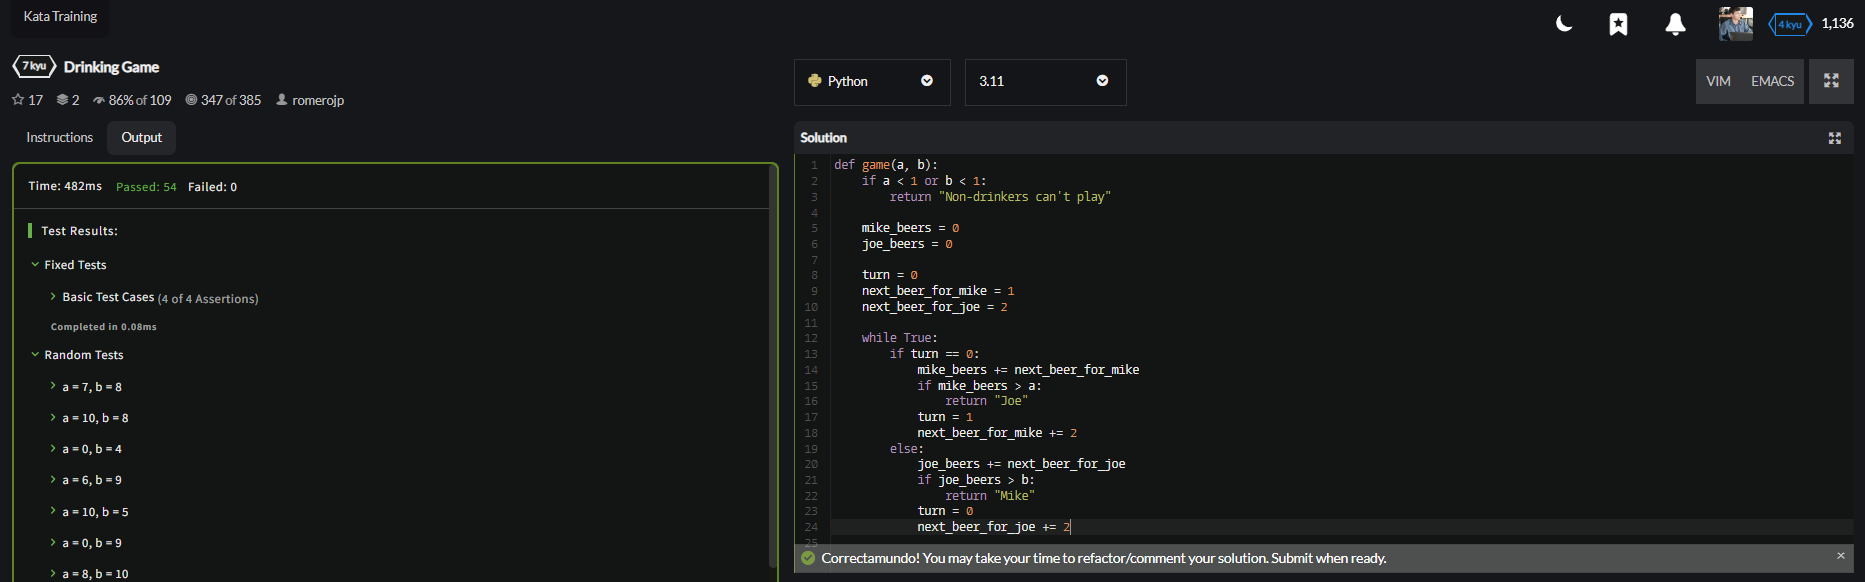 Kata Training
4 kyu 1,136
7 kyu Drinking Game
17 2 86% of 109 347 of 385 romerojp
Python 3.11 VIM EMACS
Instructions Output
Time: 482ms Passed: 54 Failed: 0
Test Results:
Fixed Tests
Basic Test Cases (4 of 4 Assertions)
Completed in 0.08ms
Random Tests
a = 7, b = 8
a = 10, b = 8
a = 0, b = 4
a = 6, b = 9
a = 10, b = 5
a = 0, b = 9
a = 8, b = 10
Solution
1 def game(a, b):
2     if a < 1 or b < 1:
3         return "Non-drinkers can't play"
4
5     mike_beers = 0
6     joe_beers = 0
7
8     turn = 0
9     next_beer_for_mike = 1
10     next_beer_for_joe = 2
11
12     while True:
13         if turn == 0:
14             mike_beers += next_beer_for_mike
15             if mike_beers > a:
16                 return "Joe"
17             turn = 1
18             next_beer_for_mike += 2
19         else:
20             joe_beers += next_beer_for_joe
21             if joe_beers > b:
22                 return "Mike"
23             turn = 0
24             next_beer_for_joe += 2
25
Correctamundo! You may take your time to refactor/comment your solution. Submit when ready. ×